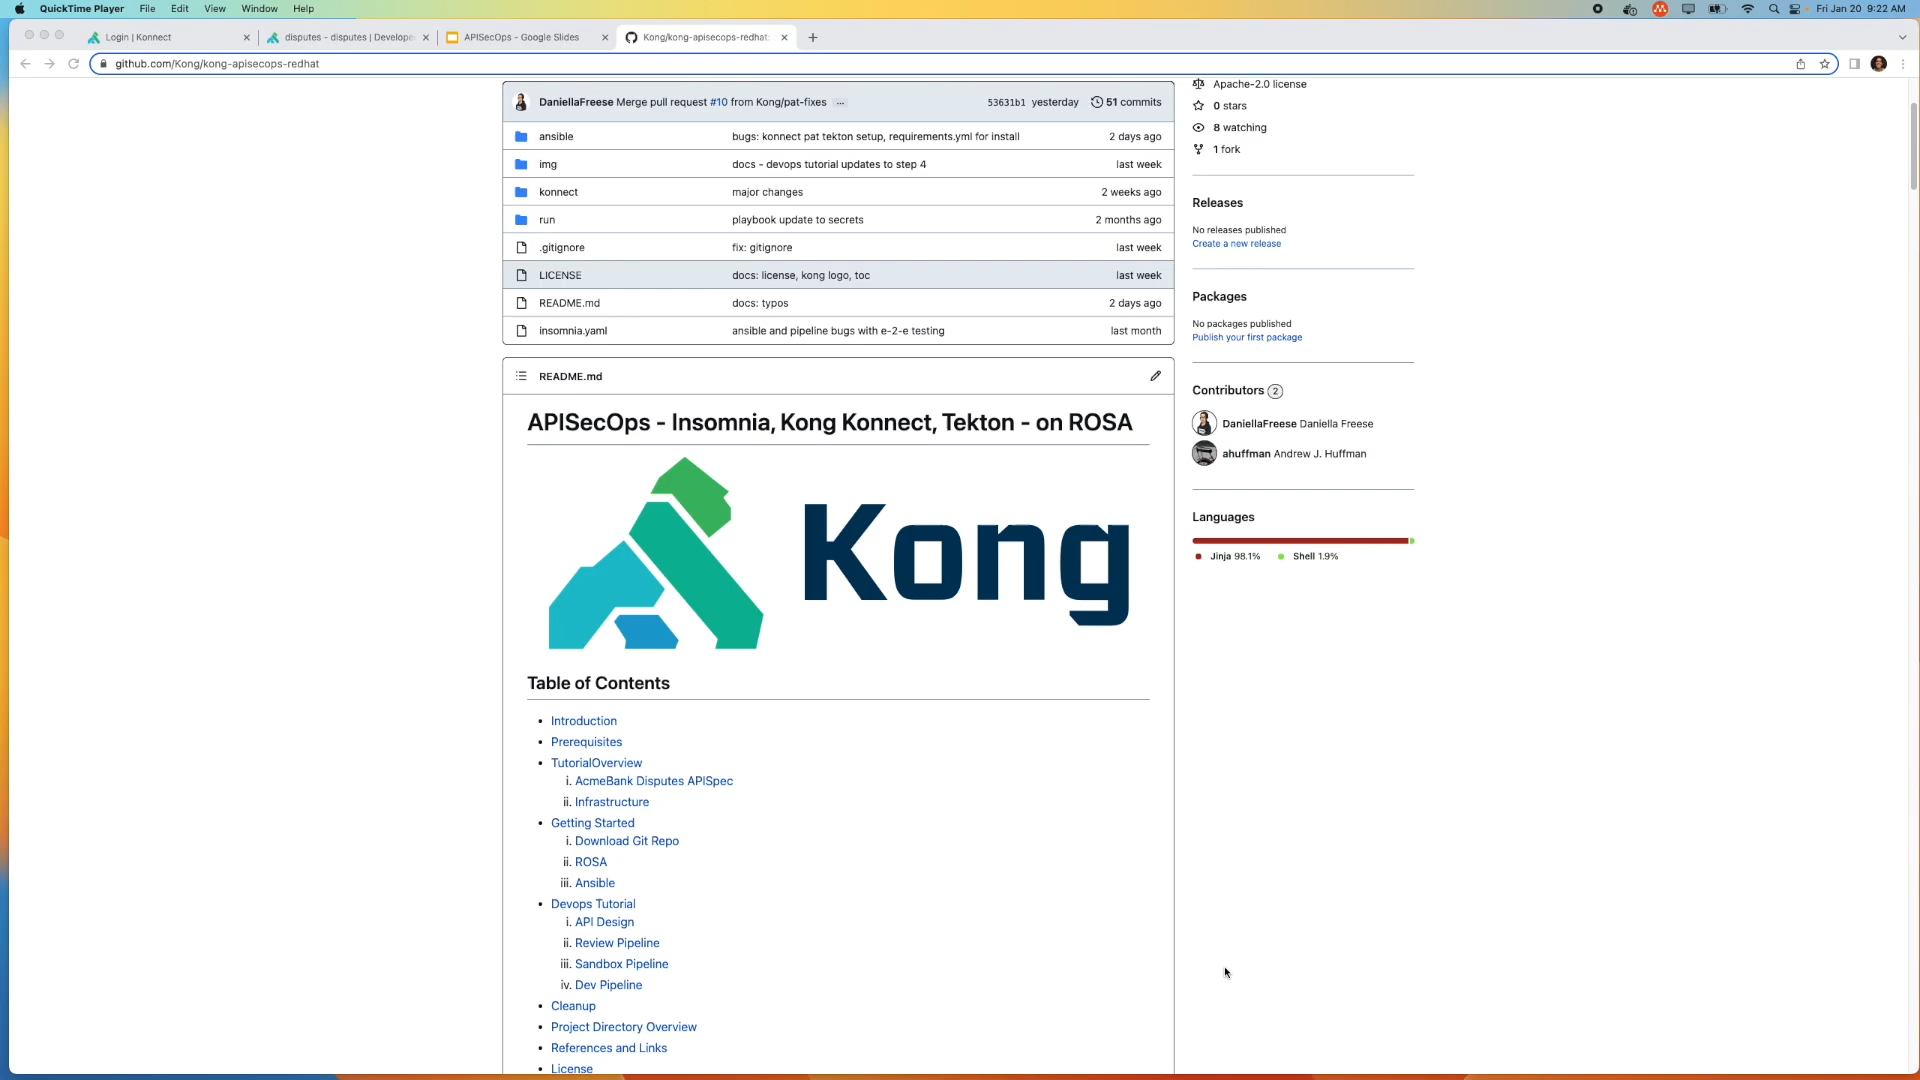 QuickTime Player File Edit View Window Help Fri Jan 20 9:22 AM
Login | Konnect disputes - disputes | Develope APISecOps - Google Slides Kong/kong-apisecops-redhat:
github.com/Kong/kong-apisecops-redhat
DaniellaFreese Merge pull request #10 from Kong/pat-fixes ... 53631b1 yesterday 51 commits
ansible bugs: konnect pat tekton setup, requirements.yml for install 2 days ago
img docs - devops tutorial updates to step 4 last week
konnect major changes 2 weeks ago
run playbook update to secrets 2 months ago
.gitignore fix: gitignore last week
LICENSE docs: license, kong logo, toc last week
README.md docs: typos 2 days ago
insomnia.yaml ansible and pipeline bugs with e-2-e testing last month
README.md
APISecOps - Insomnia, Kong Konnect, Tekton - on ROSA
Kong
Table of Contents
• Introduction
• Prerequisites
• TutorialOverview
i. AcmeBank Disputes APISpec
ii. Infrastructure
• Getting Started
i. Download Git Repo
ii. ROSA
iii. Ansible
• Devops Tutorial
i. API Design
ii. Review Pipeline
iii. Sandbox Pipeline
iv. Dev Pipeline
• Cleanup
• Project Directory Overview
• References and Links
• License
Apache-2.0 license
0 stars
8 watching
1 fork
Releases
No releases published
Create a new release
Packages
No packages published
Publish your first package
Contributors 2
DaniellaFreese Daniella Freese
ahuffman Andrew J. Huffman
Languages
Jinja 98.1% Shell 1.9%